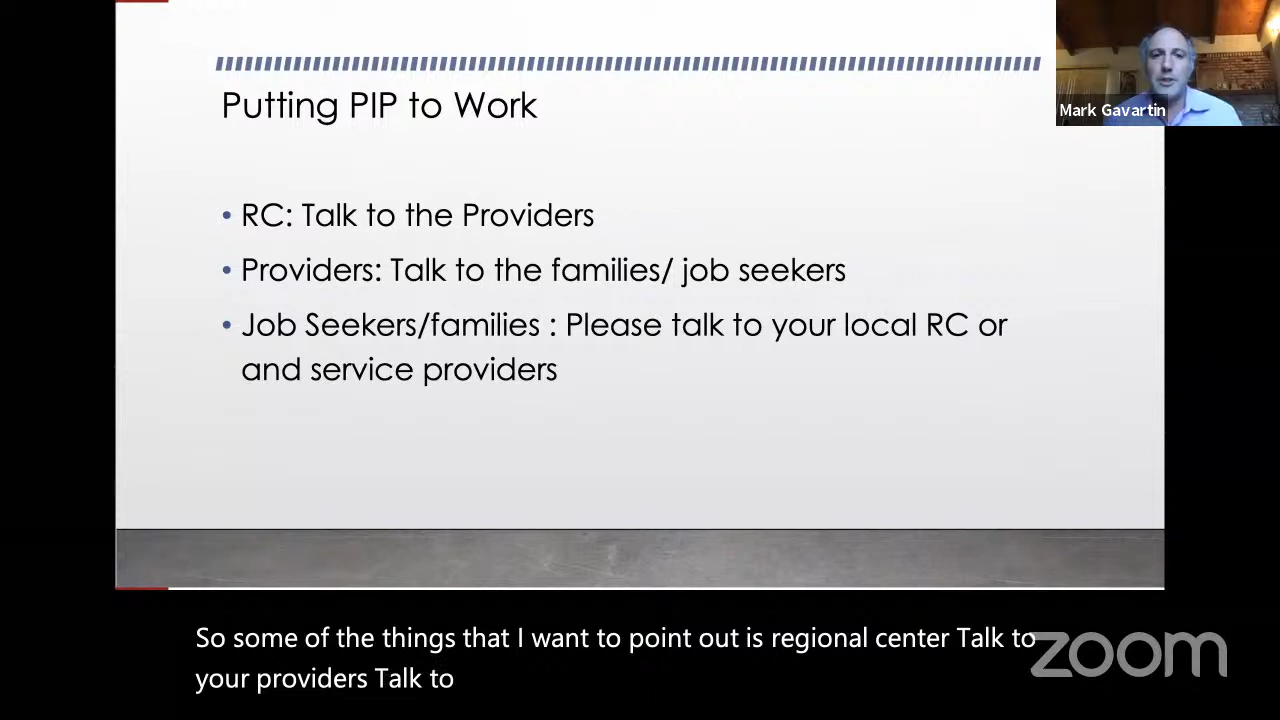 Putting PIP to Work
Mark Gavartin
• RC: Talk to the Providers
• Providers: Talk to the families/ job seekers
• Job Seekers/families : Please talk to your local RC or
and service providers
So some of the things that I want to point out is regional center Talk to
your providers Talk to
zoom